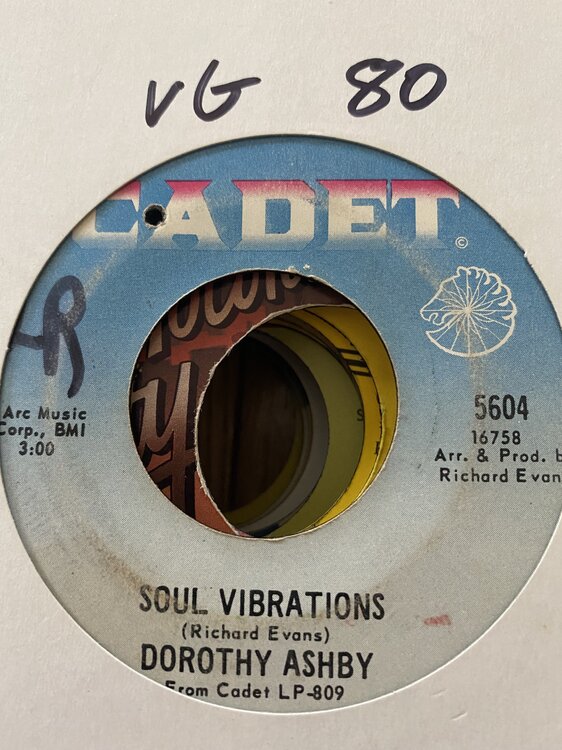 VG 80
CADET
©
Arc Music
Corp., BMI
3:00
5604
16758
Arr. & Prod. b
Richard Evan
SOUL VIBRATIONS
(Richard Evans)
DOROTHY ASHBY
From Cadet LP-809